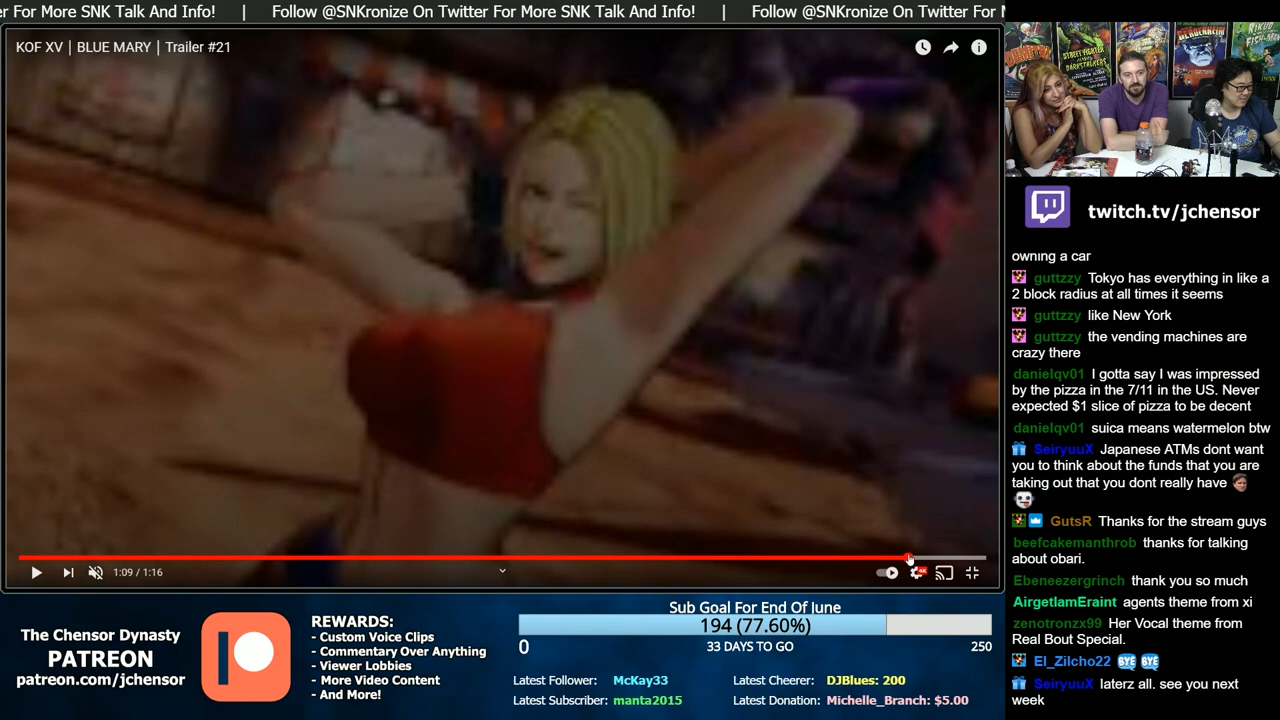 er For More SNK Talk And Info! | Follow @SNKronize On Twitter For More SNK Talk And Info! | Follow @SNKronize On Twitter For
KOF XV | BLUE MARY | Trailer #21
1:09 / 1:16
4K
twitch.tv/jchensor
owning a car
guttzzy Tokyo has everything in like a
2 block radius at all times it seems
guttzzy like New York
guttzzy the vending machines are
crazy there
danielqv01 I gotta say I was impressed
by the pizza in the 7/11 in the US. Never
expected $1 slice of pizza to be decent
danielqv01 suica means watermelon btw
SeiryuuX Japanese ATMs dont want
you to think about the funds that you are
taking out that you dont really have
GutsR Thanks for the stream guys
beefcakemanthrob thanks for talking
about obari.
Ebeneezergrinch thank you so much
AirgetlamEraint agents theme from xi
zenotronzx99 Her Vocal theme from
Real Bout Special.
El_Zilcho22 BYE BYE
SeiryuuX laterz all. see you next
week
The Chensor Dynasty
PATREON
patreon.com/jchensor
REWARDS:
- Custom Voice Clips
- Commentary Over Anything
- Viewer Lobbies
- More Video Content
- And More!
Sub Goal For End Of June
194 (77.60%)
0 33 DAYS TO GO 250
Latest Follower: McKay33
Latest Subscriber: manta2015
Latest Cheerer: DJBlues: 200
Latest Donation: Michelle_Branch: $5.00
STREET FIGHTER
DARKSTALKERS